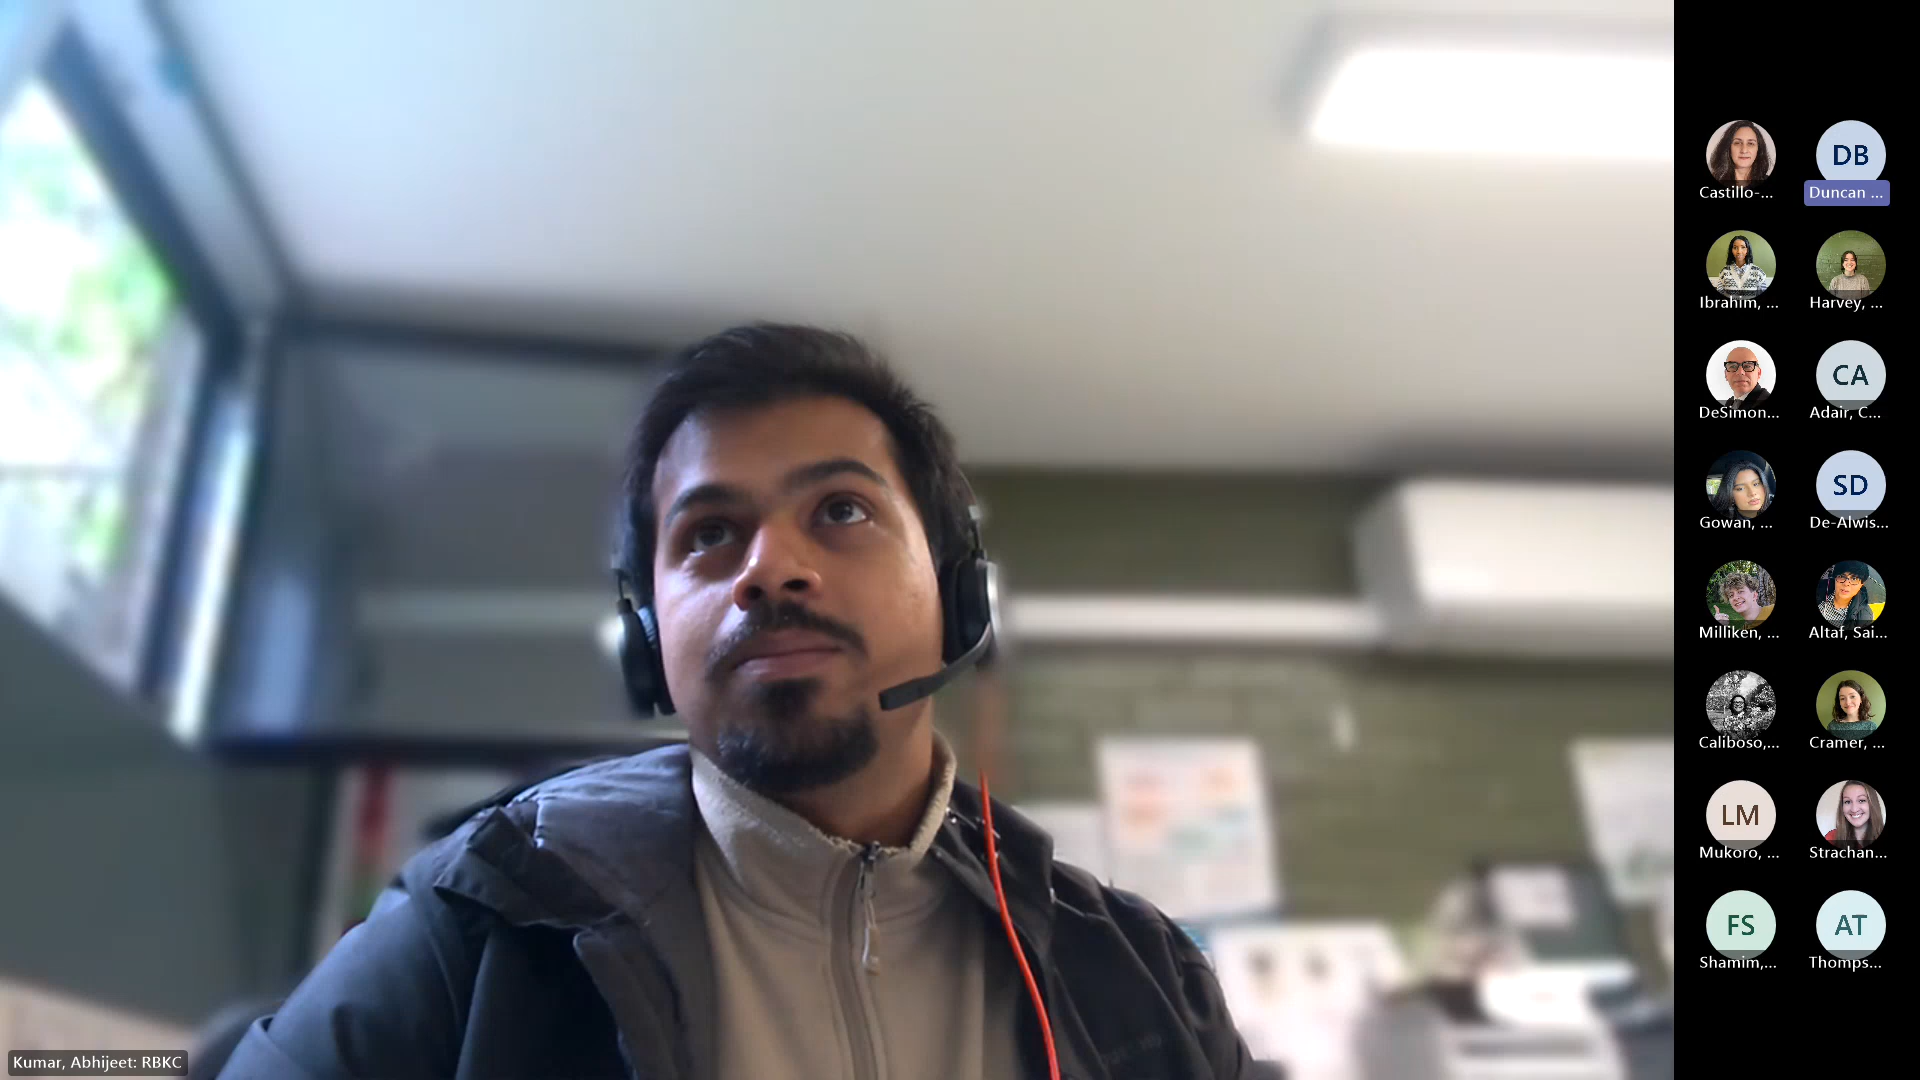 Castillo-...
DB
Duncan ...
Ibrahim, ...
Harvey, ...
DeSimon...
CA
Adair, C...
Gowan, ...
SD
De-Alwis...
Milliken, ...
Altaf, Sai...
Caliboso,...
Cramer, ...
LM
Mukoro, ...
Strachan...
FS
Shamim,...
AT
Thomps...
Kumar, Abhijeet: RBKC